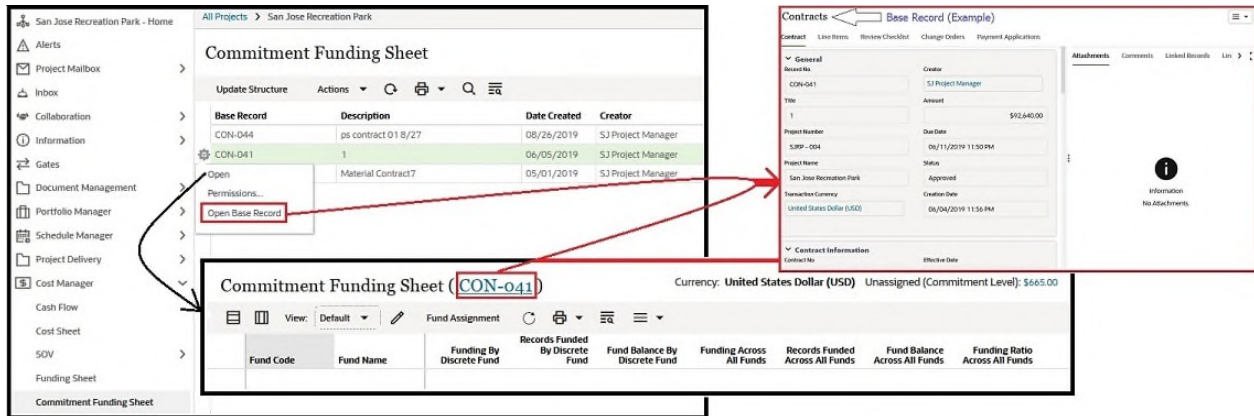 San Jose Recreation Park - Home
Alerts
Project Mailbox
Inbox
Collaboration
Information
Gates
Document Management
Portfolio Manager
Schedule Manager
Project Delivery
Cost Manager
Cash Flow
Cost Sheet
SOV
Funding Sheet
Commitment Funding Sheet
All Projects > San Jose Recreation Park
Commitment Funding Sheet
Update Structure Actions
Base Record Description Date Created Creator
CON-044 ps contract 01 8/27 08/26/2019 SJ Project Manager
CON-041 1 06/05/2019 SJ Project Manager
Material Contract7 05/01/2019 SJ Project Manager
Open
Permissions...
Open Base Record
Contracts Base Record (Example)
Contract Line Items Review Checklist Change Orders Payment Applications
General
Record No. Creator
CON-041 SJ Project Manager
Title Amount
1 $92,640.00
Project Number Due Date
SJRP - 004 06/11/2019 11:50 PM
Project Name Status
San Jose Recreation Park Approved
Transaction Currency Creation Date
United States Dollar (USD) 06/04/2019 11:56 PM
Contract Information
Contract No Effective Date
Attachments Comments Linked Records Lin
Information
No Attachments
Commitment Funding Sheet ( CON-041 ) Currency: United States Dollar (USD) Unassigned (Commitment Level): $665.00
View: Default Fund Assignment
Fund Code Fund Name Funding By Discrete Fund Records Funded By Discrete Fund Fund Balance By Discrete Fund Funding Across All Funds Records Funded Across All Funds Fund Balance Across All Funds Funding Ratio Across All Funds